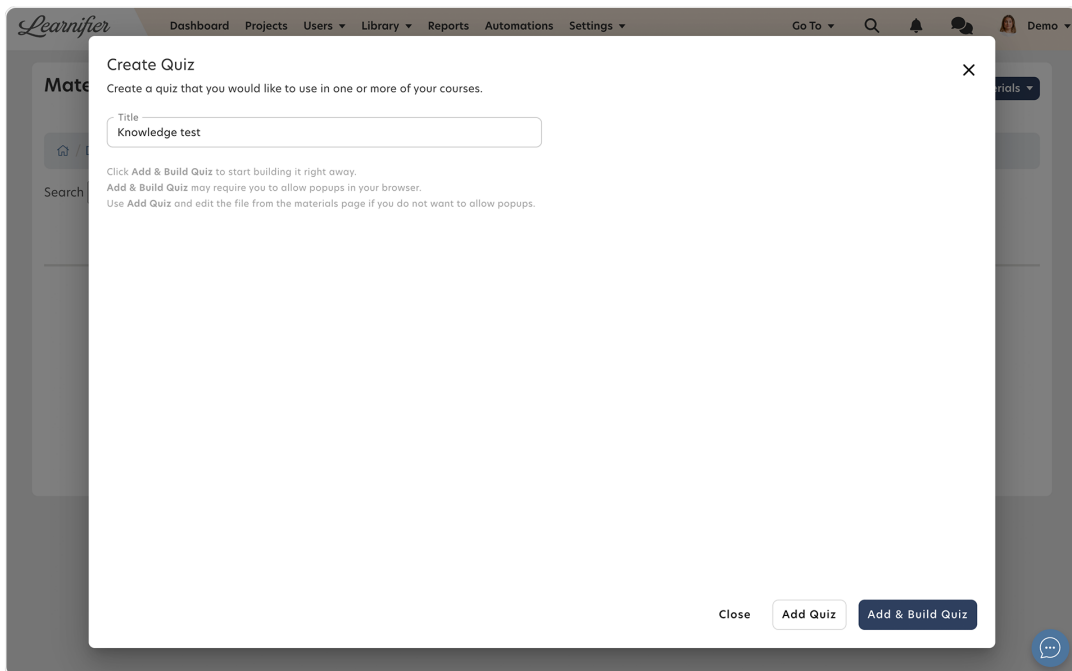 Learnifier
Dashboard Projects Users Library Reports Automations Settings Go To Demo
Create Quiz
Create a quiz that you would like to use in one or more of your courses.
Title
Knowledge test
Click Add & Build Quiz to start building it right away.
Add & Build Quiz may require you to allow popups in your browser.
Use Add Quiz and edit the file from the materials page if you do not want to allow popups.
Search
Close Add Quiz Add & Build Quiz